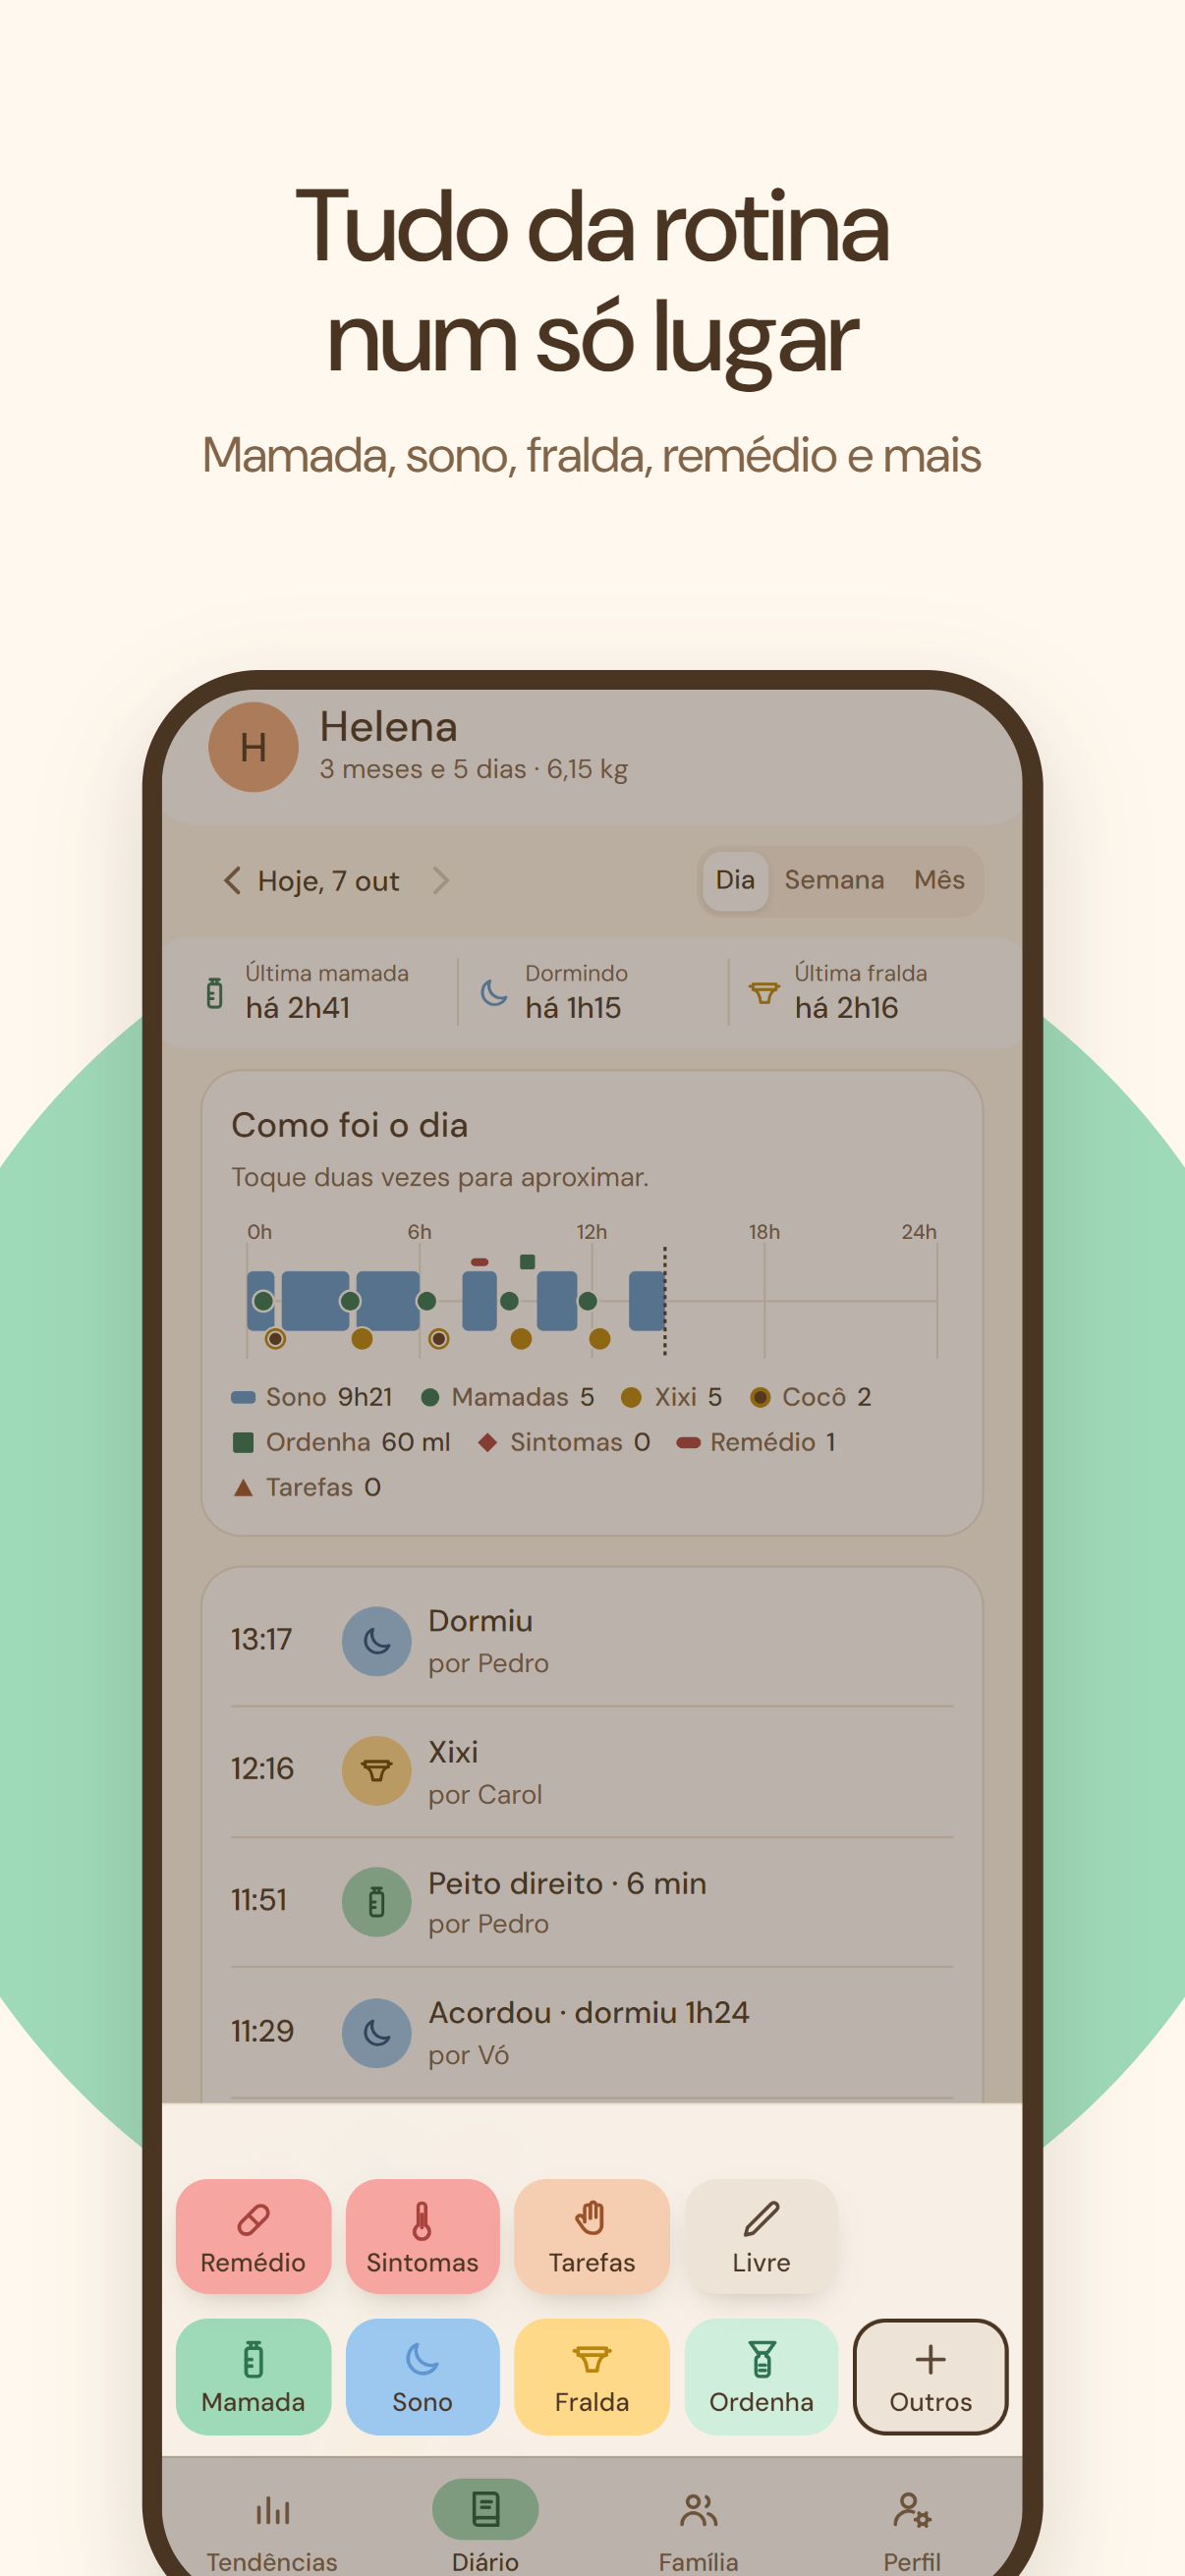 Tudo da rotina
num só lugar
Mamada, sono, fralda, remédio e mais
H
Helena
3 meses e 5 dias · 6,15 kg
Hoje, 7 out
Dia Semana Mês
Última mamada
há 2h41
Dormindo
há 1h15
Última fralda
há 2h16
Como foi o dia
Toque duas vezes para aproximar.
0h 6h 12h 18h 24h
Sono 9h21 Mamadas 5 Xixi 5 Cocô 2
Ordenha 60 ml Sintomas 0 Remédio 1
Tarefas 0
13:17 Dormiu
por Pedro
12:16 Xixi
por Carol
11:51 Peito direito · 6 min
por Pedro
11:29 Acordou · dormiu 1h24
por Vó
Remédio Sintomas Tarefas Livre
Mamada Sono Fralda Ordenha Outros
Tendências Diário Família Perfil